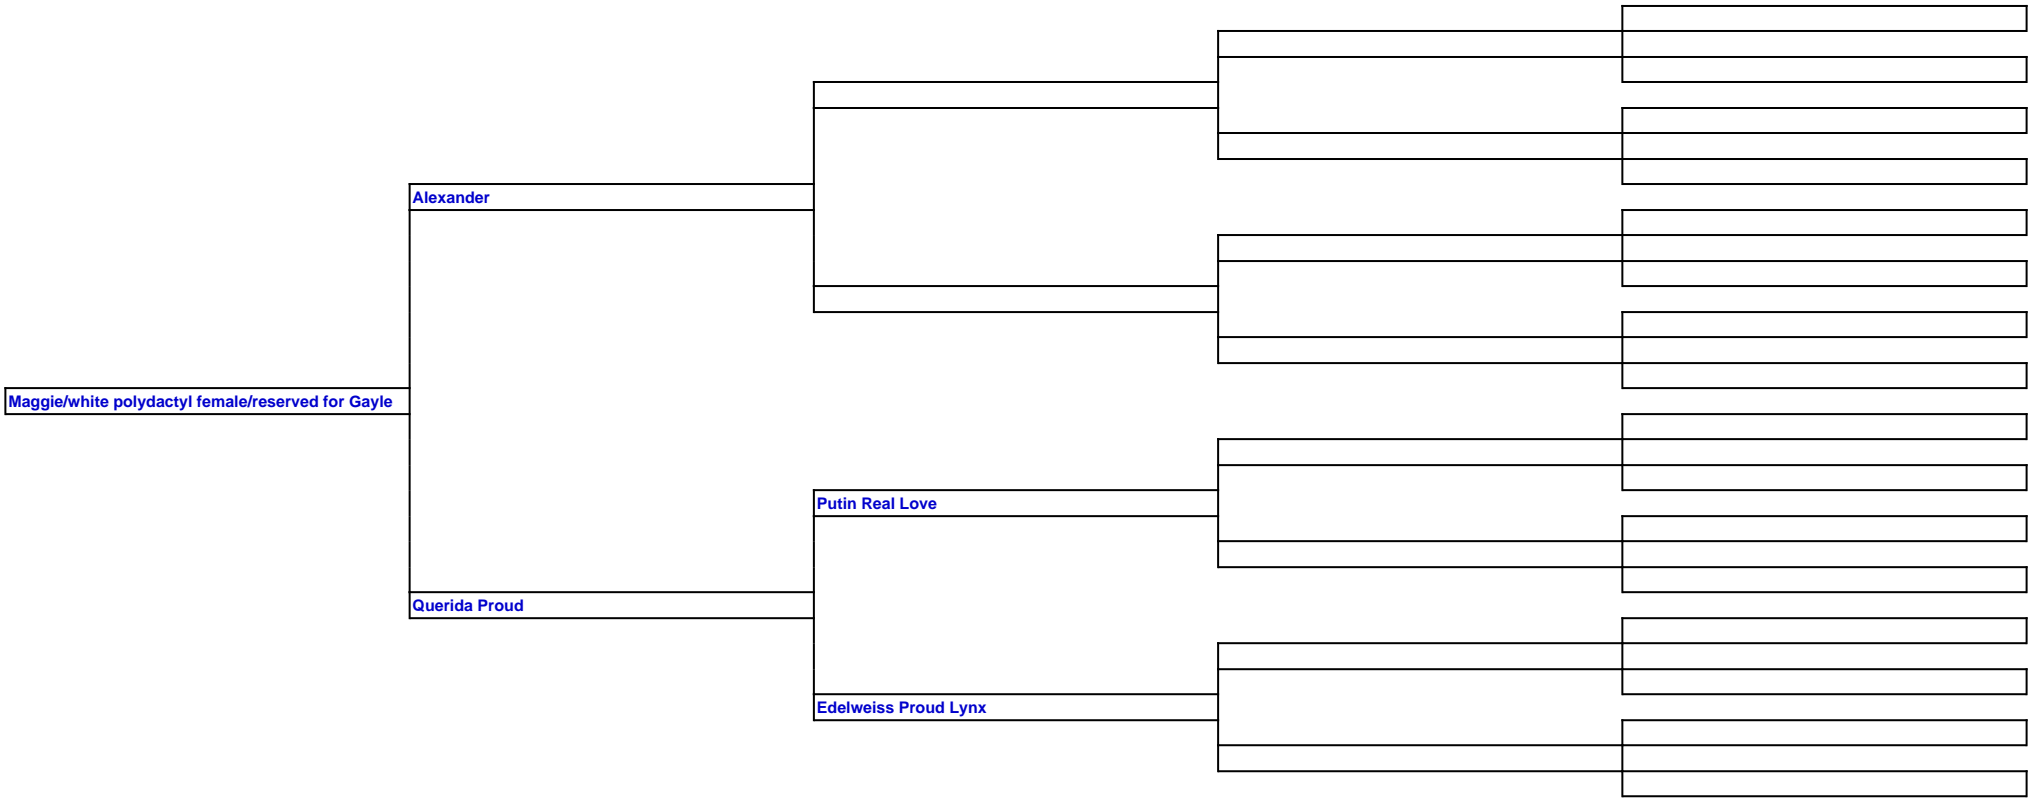 Alexander
Maggie/white polydactyl female/reserved for Gayle
Putin Real Love
Querida Proud
Edelweiss Proud Lynx